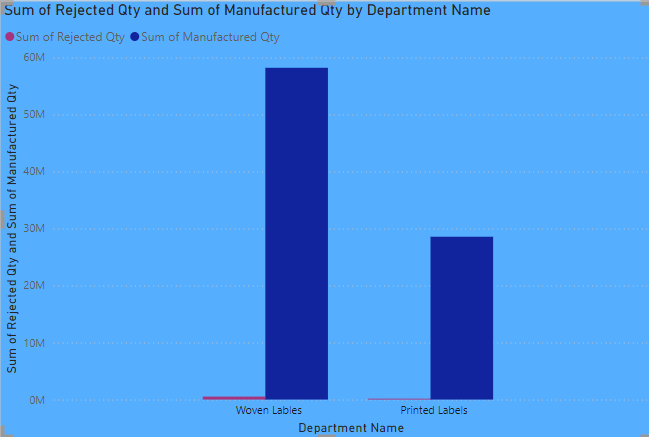 Sum of Rejected Qty and Sum of Manufactured Qty by Department Name
Sum of Rejected Qty Sum of Manufactured Qty
Sum of Rejected Qty and Sum of Manufactured Qty
60M
50M
40M
30M
20M
10M
0M
Woven Lables Printed Labels
Department Name